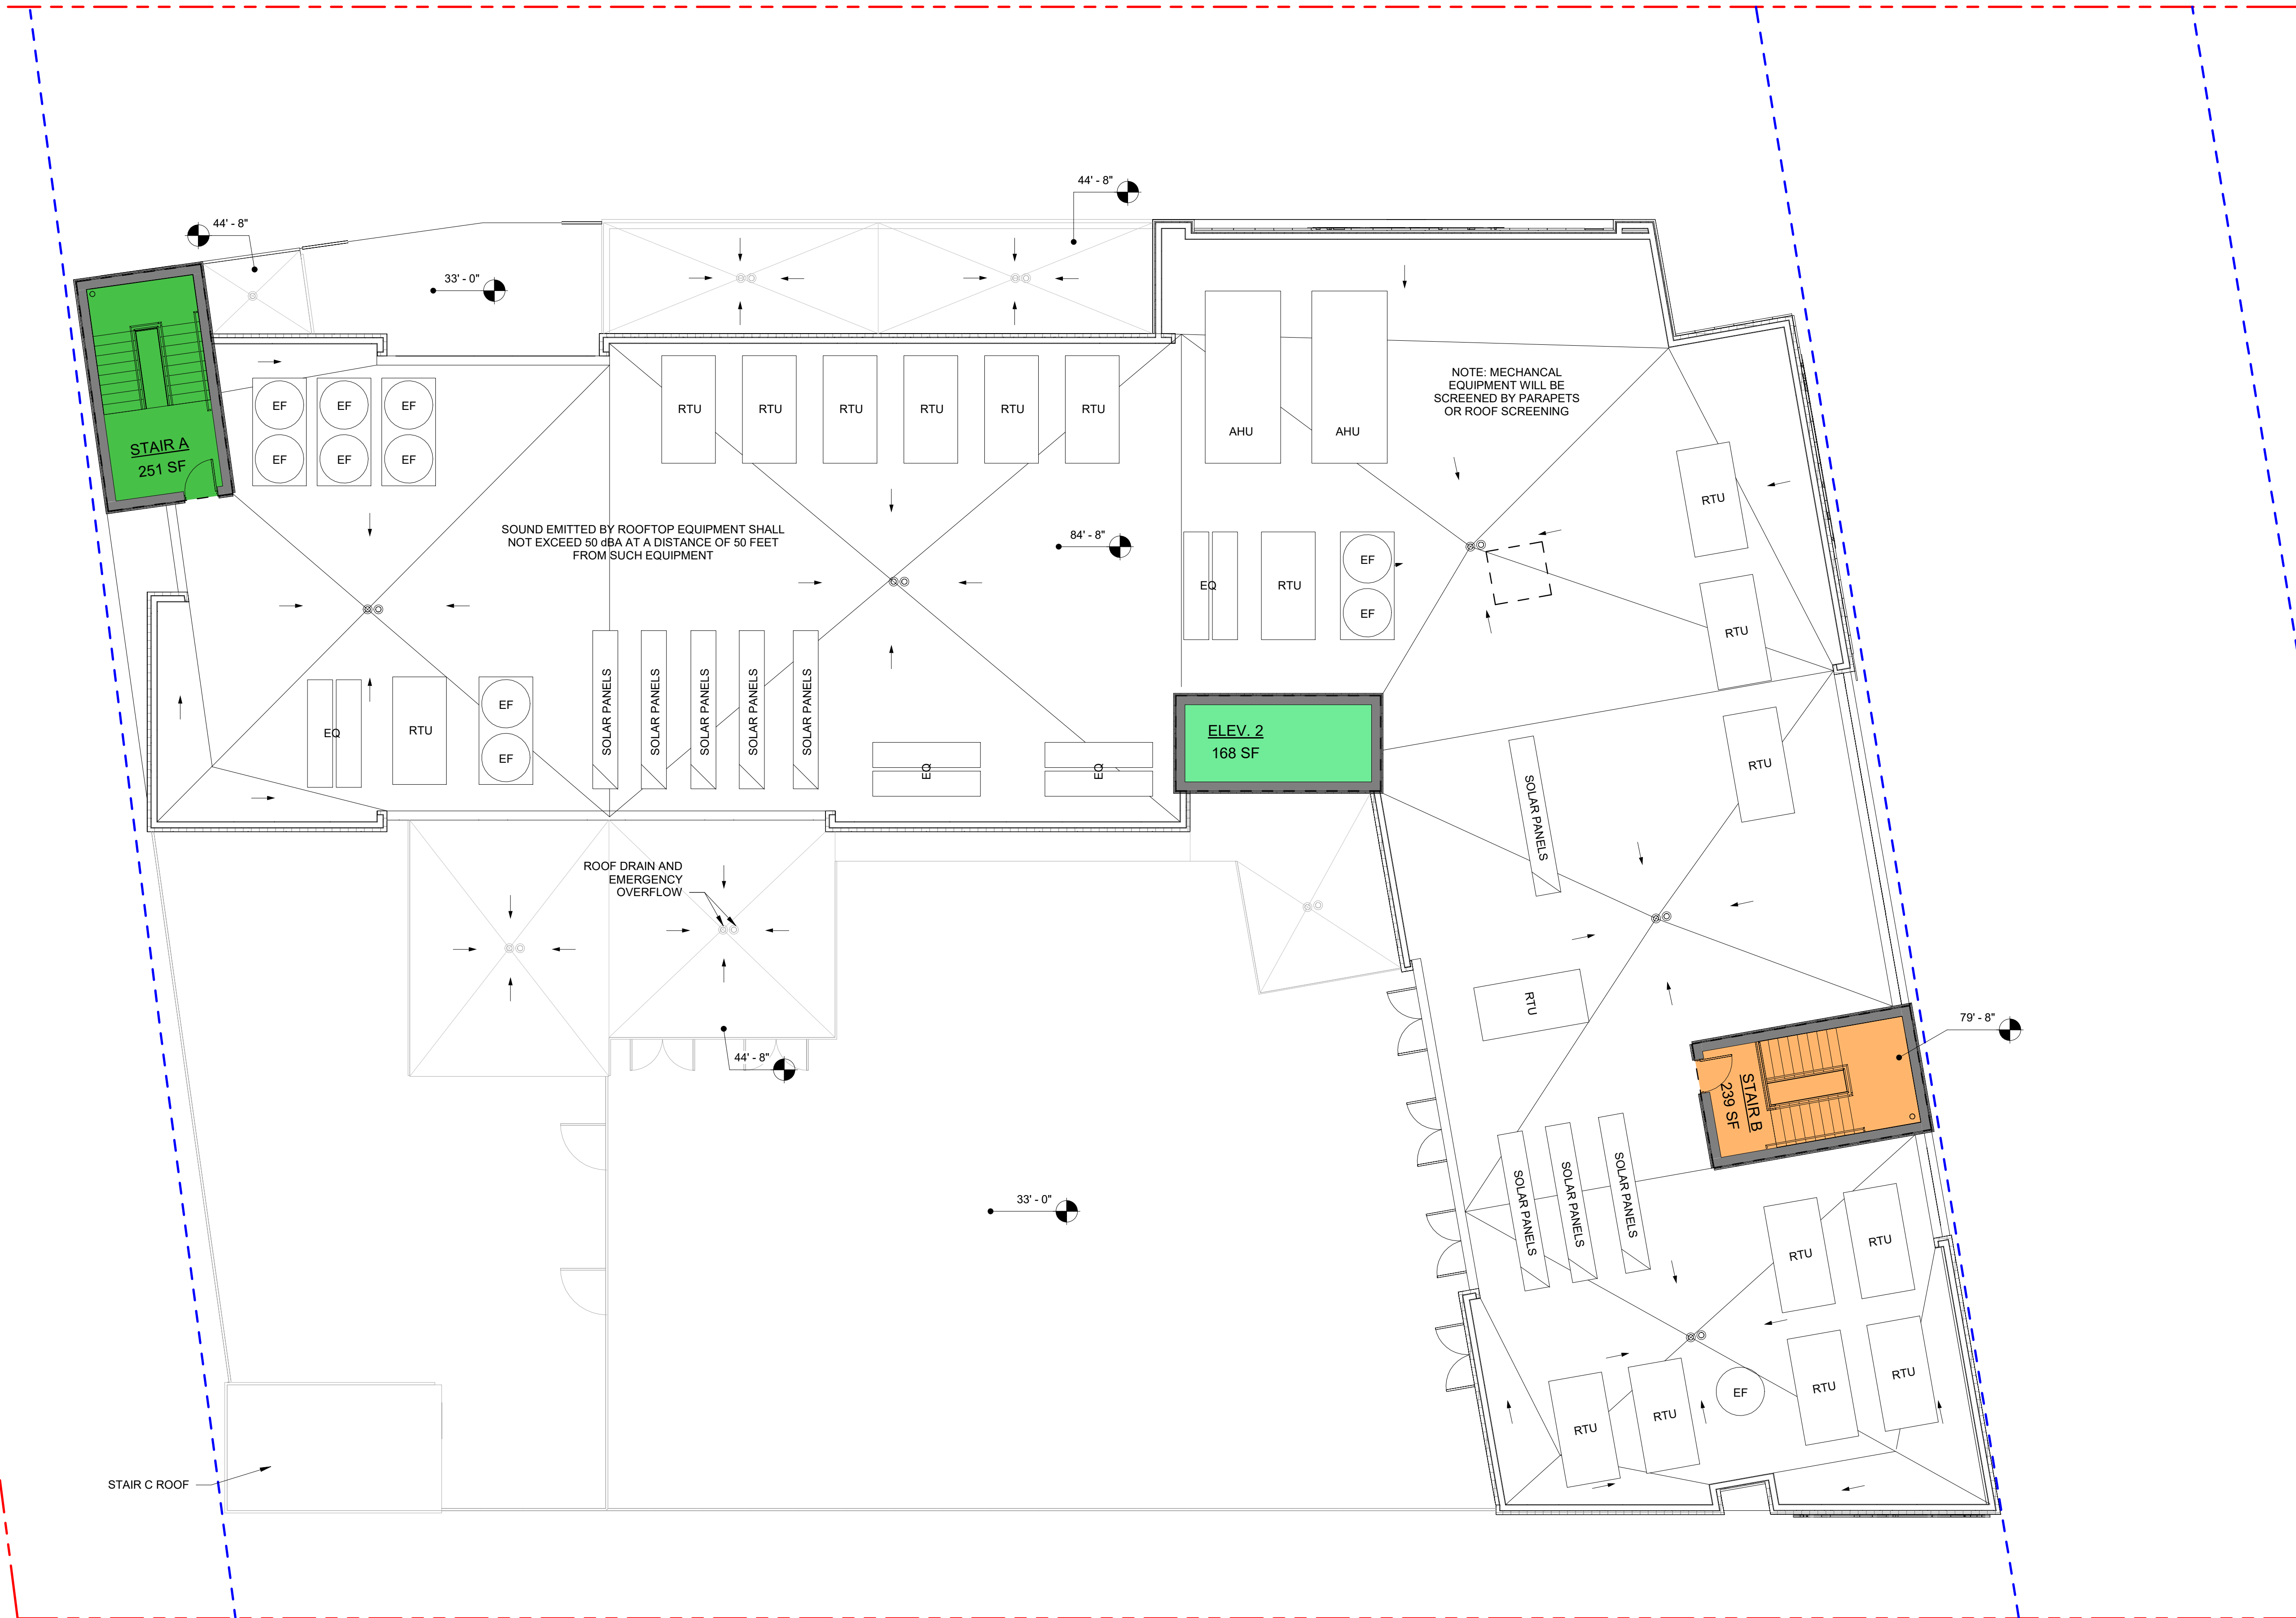 44' - 8"
44' - 8"
33' - 0"
STAIR A
251 SF
EF
EF
EF
EF
EF
EF
RTU
RTU
RTU
RTU
RTU
RTU
AHU
AHU
NOTE: MECHANCAL
EQUIPMENT WILL BE
SCREENED BY PARAPETS
OR ROOF SCREENING
RTU
SOUND EMITTED BY ROOFTOP EQUIPMENT SHALL
NOT EXCEED 50 dBA AT A DISTANCE OF 50 FEET
FROM SUCH EQUIPMENT
84' - 8"
EQ
RTU
EF
EF
RTU
EQ
RTU
EF
EF
SOLAR PANELS
SOLAR PANELS
SOLAR PANELS
SOLAR PANELS
SOLAR PANELS
EQ
EQ
ELEV. 2
168 SF
RTU
SOLAR PANELS
ROOF DRAIN AND
EMERGENCY
OVERFLOW
RTU
44' - 8"
79' - 8"
STAIR B
239 SF
33' - 0"
SOLAR PANELS
SOLAR PANELS
SOLAR PANELS
RTU
RTU
RTU
RTU
EF
RTU
RTU
STAIR C ROOF